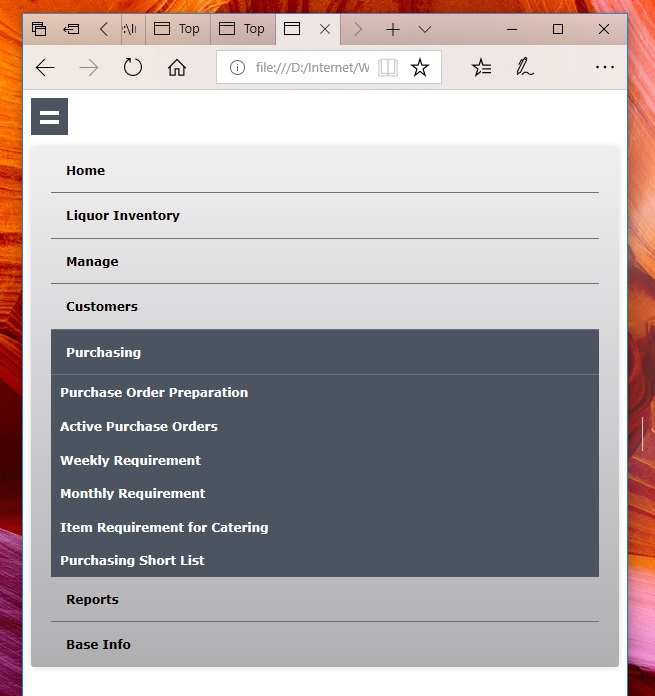 :\I
Top
Top
file:///D:/Internet/W
Home
Liquor Inventory
Manage
Customers
Purchasing
Purchase Order Preparation
Active Purchase Orders
Weekly Requirement
Monthly Requirement
Item Requirement for Catering
Purchasing Short List
Reports
Base Info